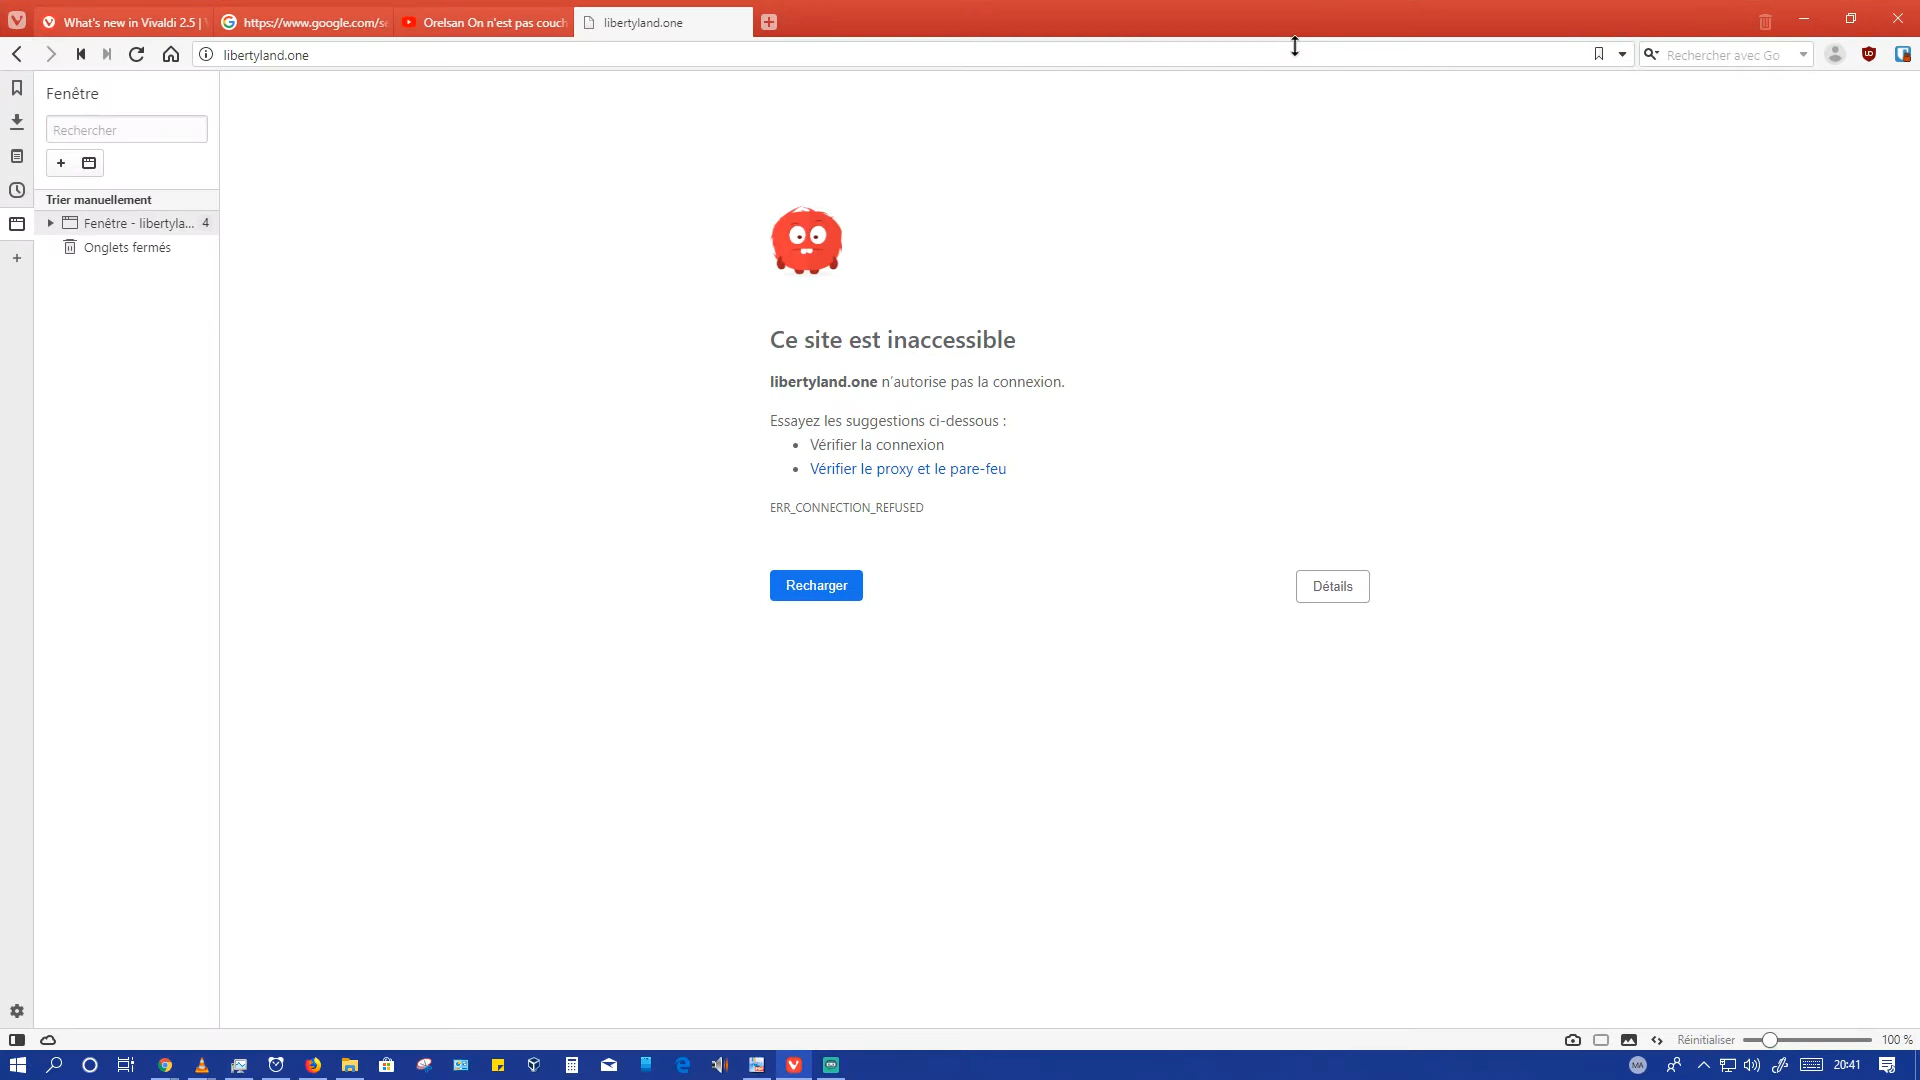 What's new in Vivaldi 2.5 |
https://www.google.com/se
Orelsan On n'est pas couch
libertyland.one
libertyland.one
Rechercher avec Go
Fenêtre
Rechercher
Trier manuellement
Fenêtre - libertyla... 4
Onglets fermés
Ce site est inaccessible
libertyland.one n'autorise pas la connexion.
Essayez les suggestions ci-dessous :
• Vérifier la connexion
• Vérifier le proxy et le pare-feu
ERR_CONNECTION_REFUSED
Recharger
Détails
Réinitialiser
100 %
MA
20:41